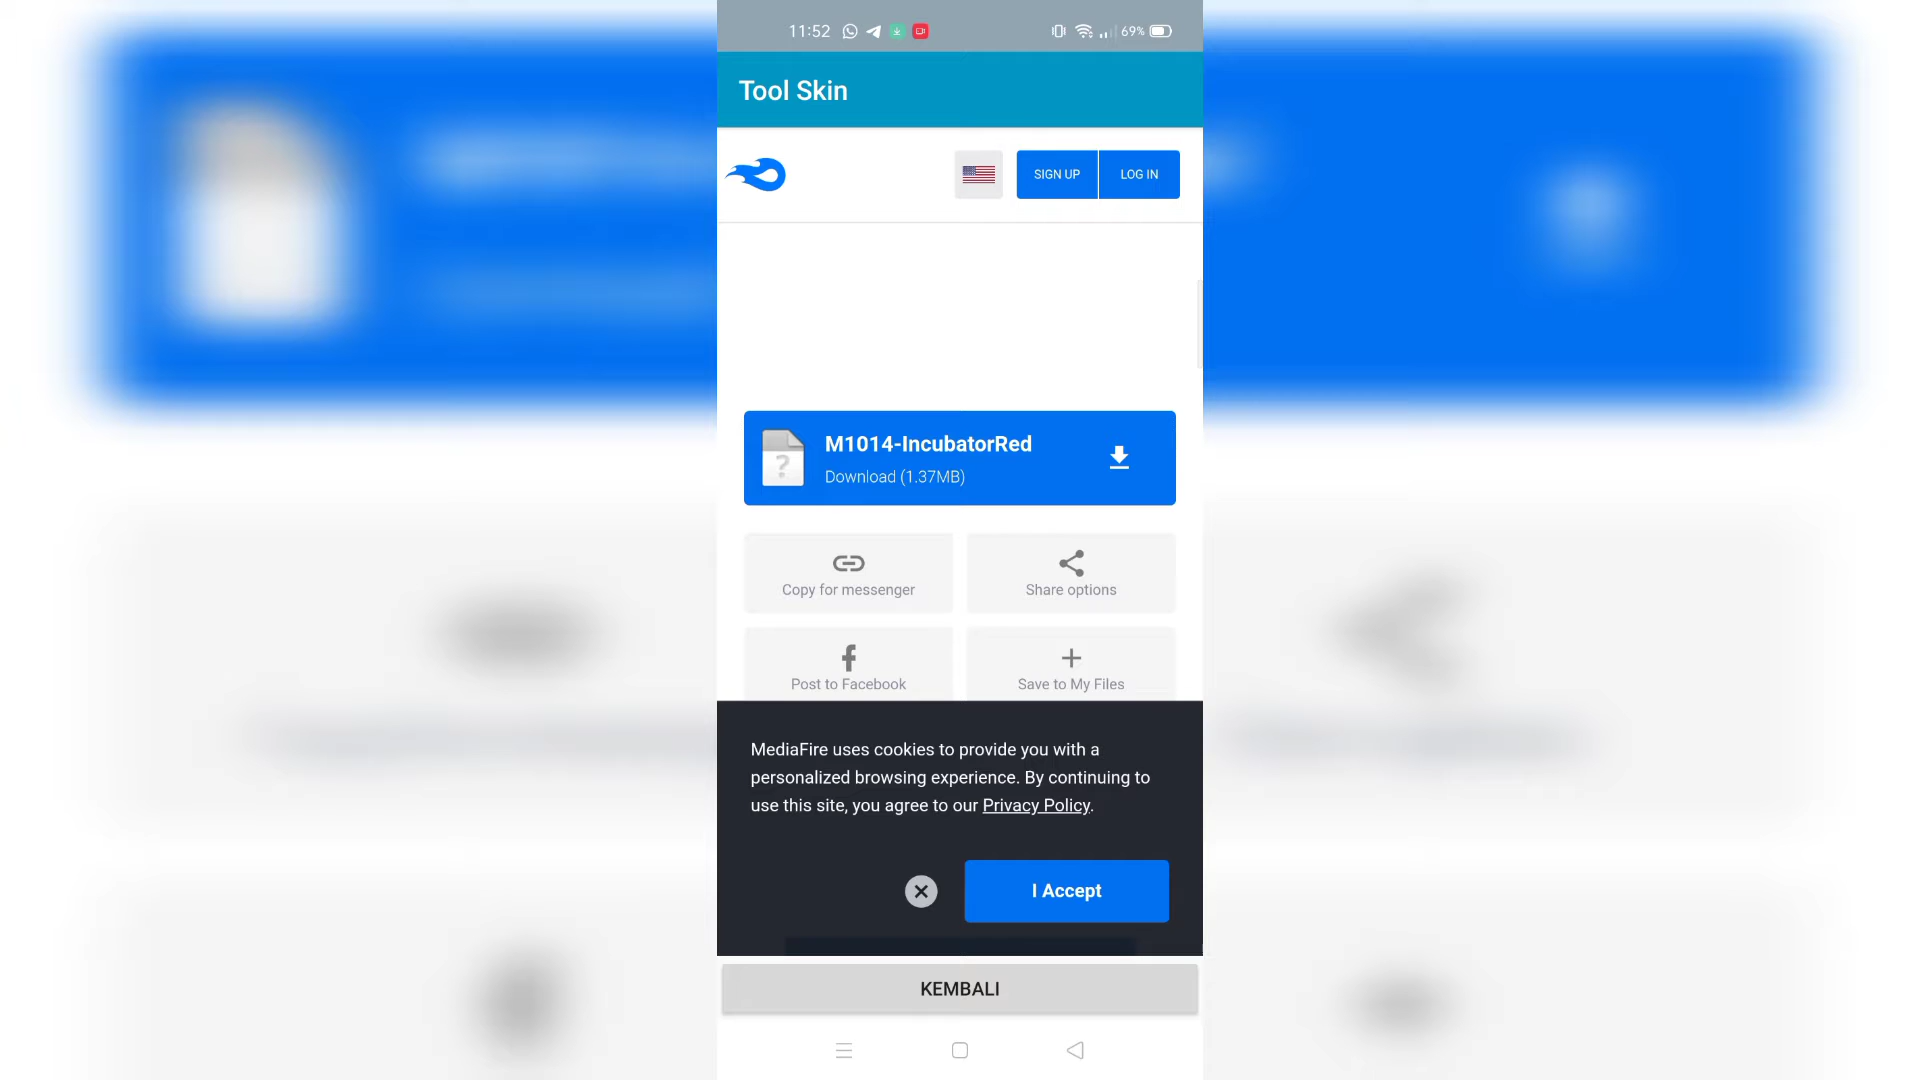 11:52
69%
Tool Skin
SIGN UP
LOG IN
M1014-IncubatorRed
?
Download (1.37MB)
Copy for messenger
Share options
Post to Facebook
Save to My Files
MediaFire uses cookies to provide you with a
personalized browsing experience. By continuing to
use this site, you agree to our Privacy Policy.
I Accept
KEMBALI